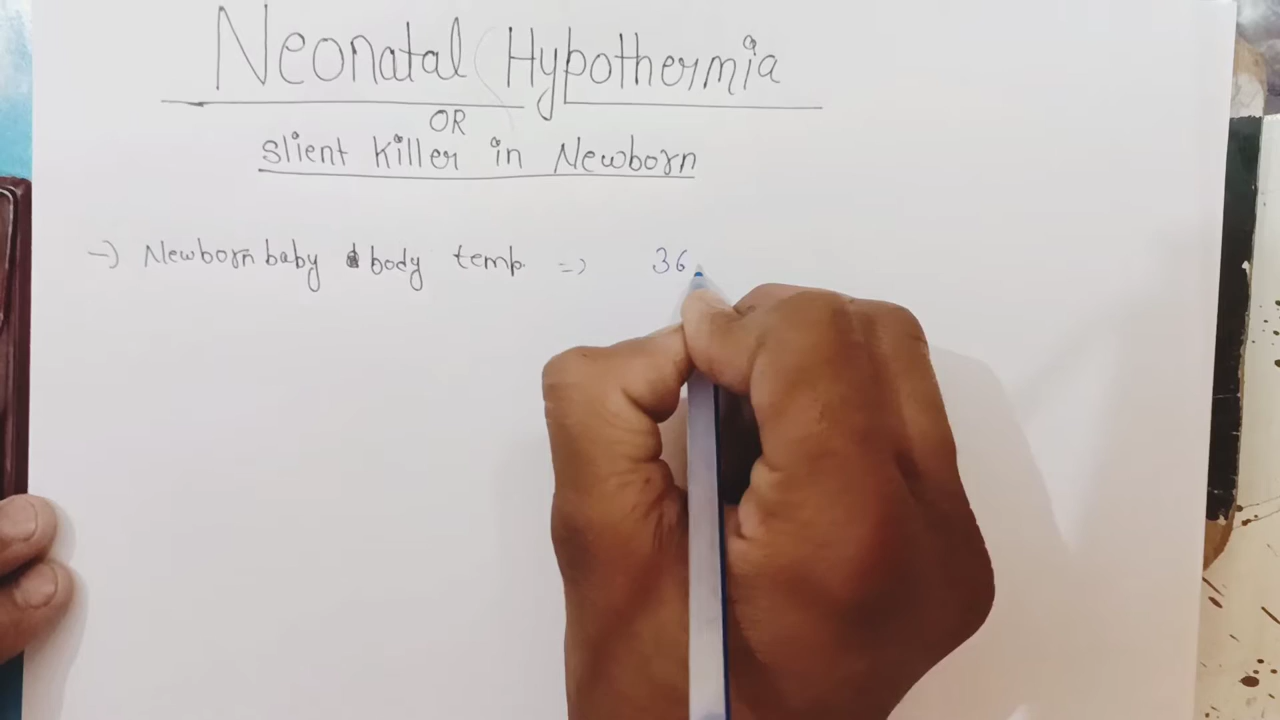 Neonatal Hypothermia
OR
slient killer in Newborn
-) Newborn baby body temp. =) 36